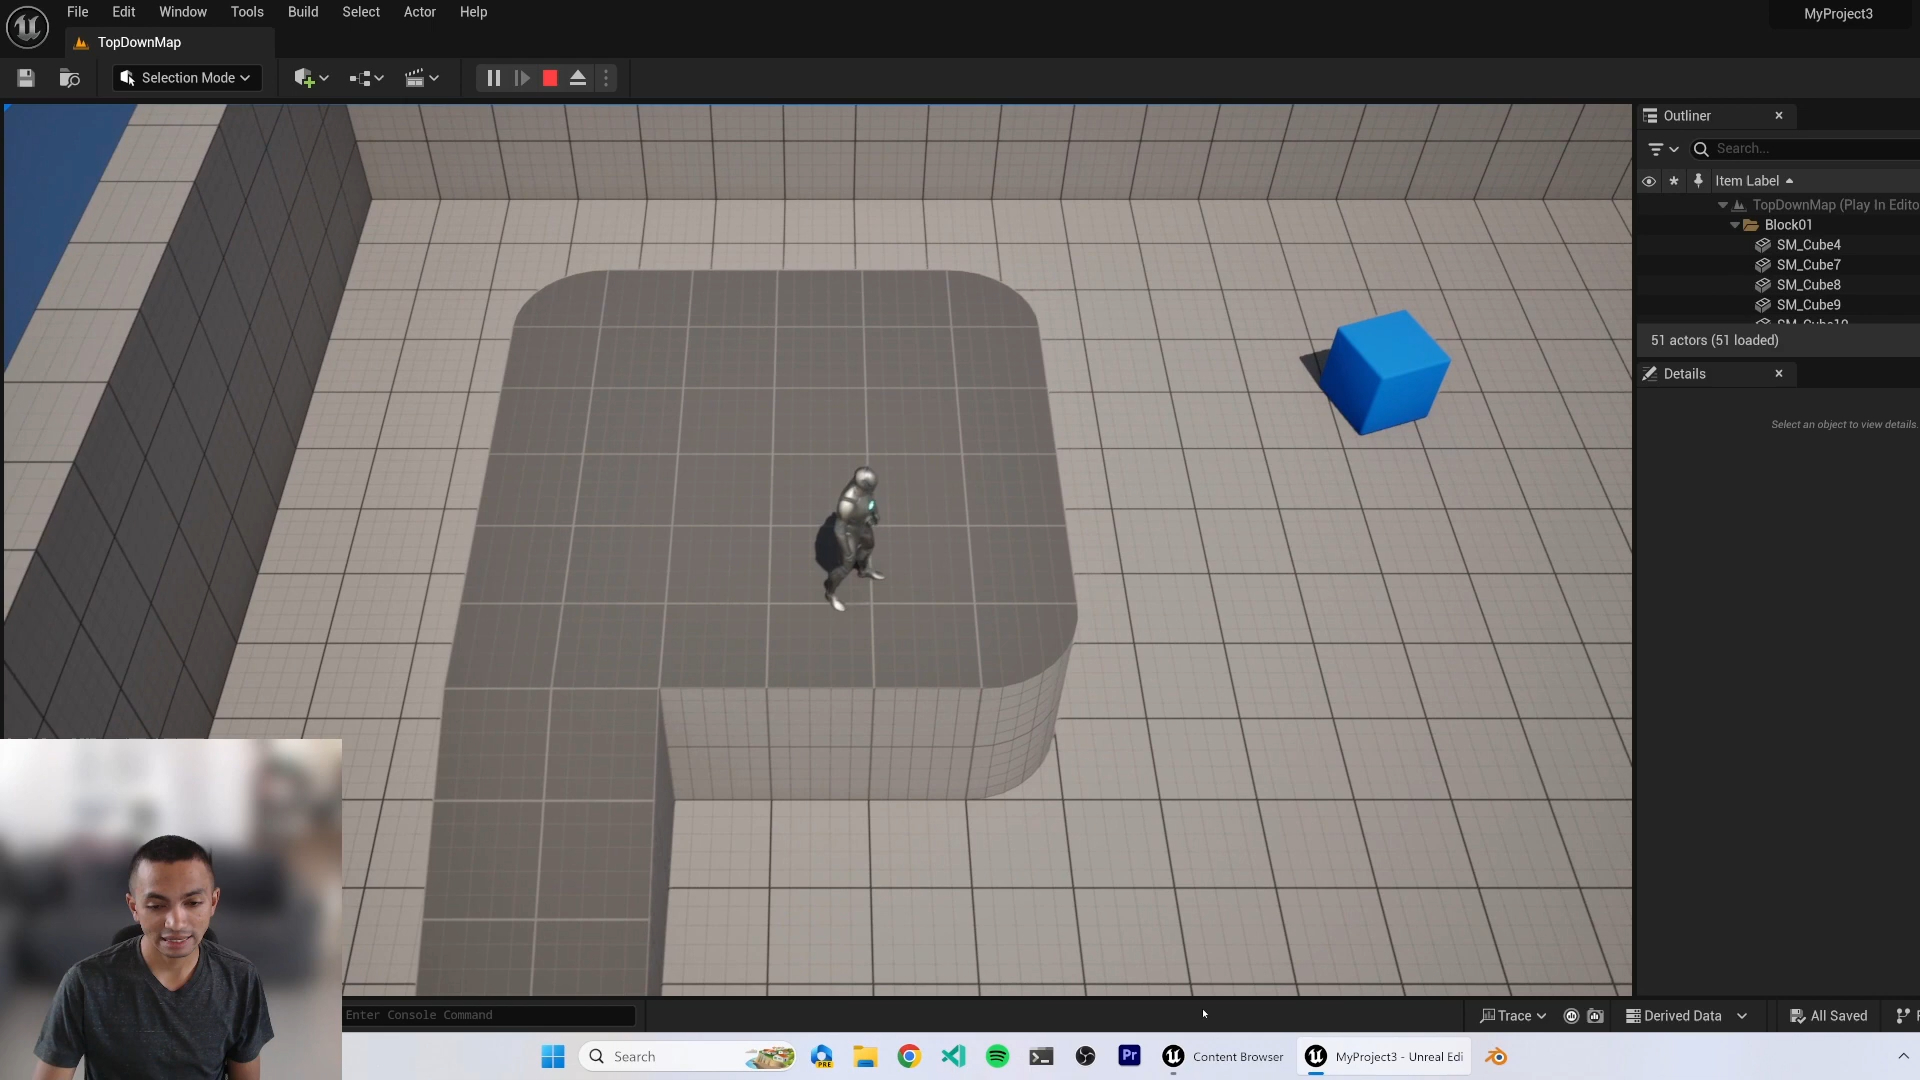 File Edit Window Tools Build Select Actor Help
MyProject3
TopDownMap
Selection Mode
Outliner
Search...
Item Label
TopDownMap (Play In Edito
Block01
SM_Cube4
SM_Cube7
SM_Cube8
SM_Cube9
51 actors (51 loaded)
Details
Select an object to view details.
Enter Console Command
Trace
Derived Data
All Saved
Search
PRE
Pr
Content Browser
MyProject3 - Unreal Edi